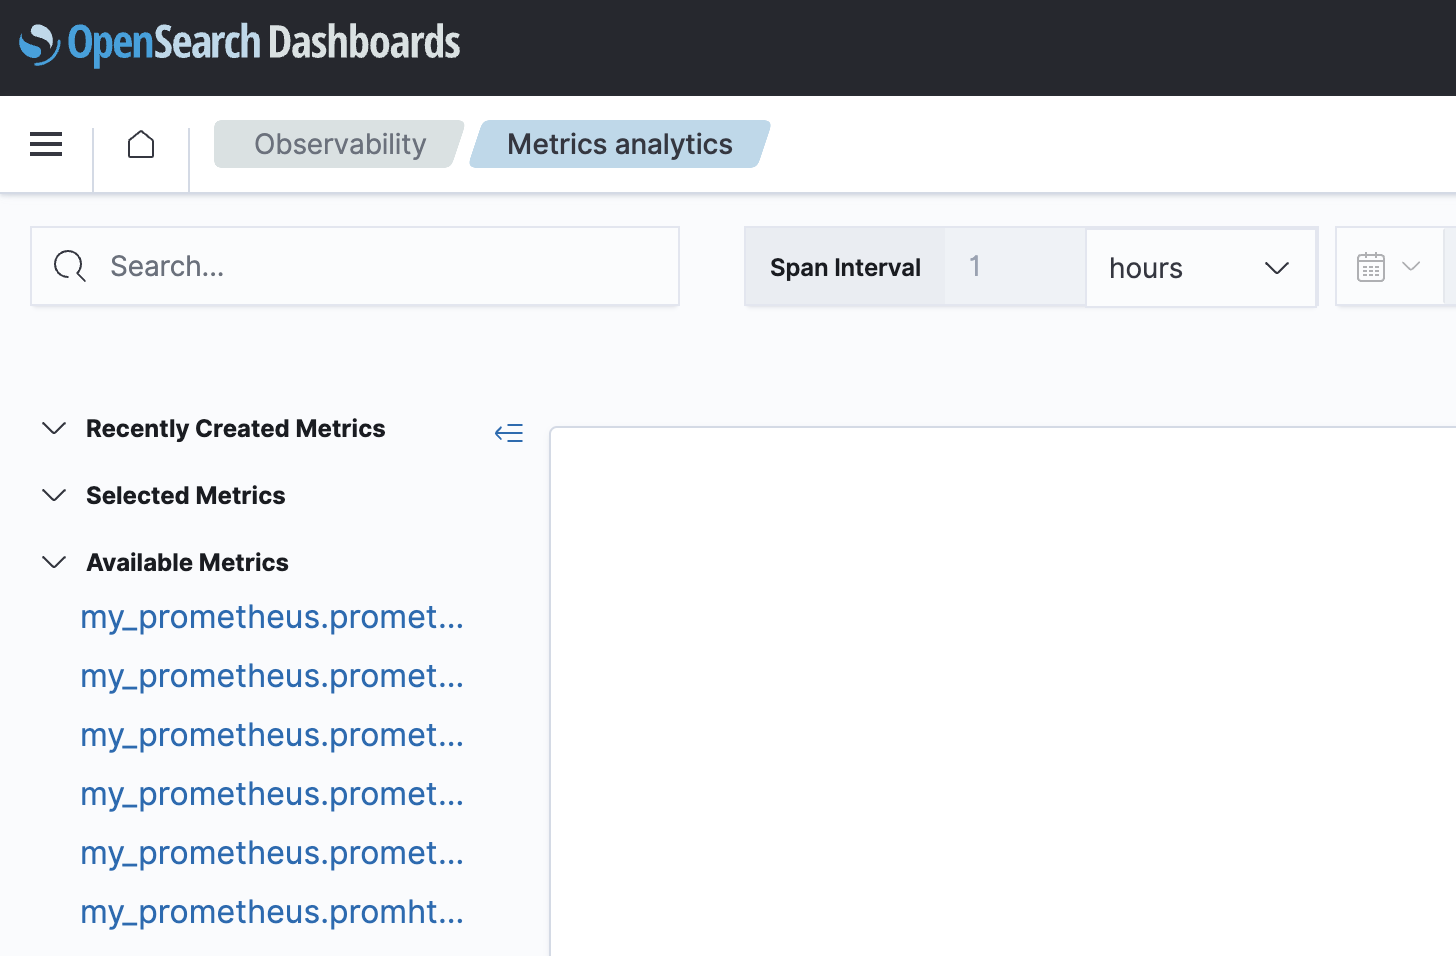 OpenSearch Dashboards
Observability
Metrics analytics
Search...
Span Interval
1
hours
Recently Created Metrics
Selected Metrics
Available Metrics
my_prometheus.promet...
my_prometheus.promet...
my_prometheus.promet...
my_prometheus.promet...
my_prometheus.promet...
my_prometheus.promht...